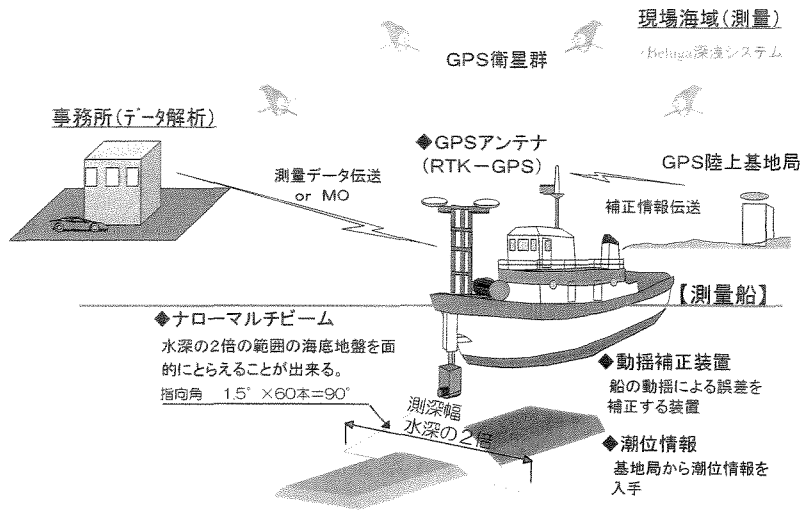 現場海域(測量)
・Beluga深浅システム
GPS衛星群
事務所(データ解析)
◆GPSアンテナ
(RTK－GPS)
GPS陸上基地局
測量データ伝送
or MO
補正情報伝送
【測量船】
◆ナローマルチビーム
水深の2倍の範囲の海底地盤を面
的にとらえることが出来る。
指向角 1.5°×60本＝90°
測深幅
水深の2倍
◆動揺補正装置
船の動揺による誤差を
補正する装置
◆潮位情報
基地局から潮位情報を
入手